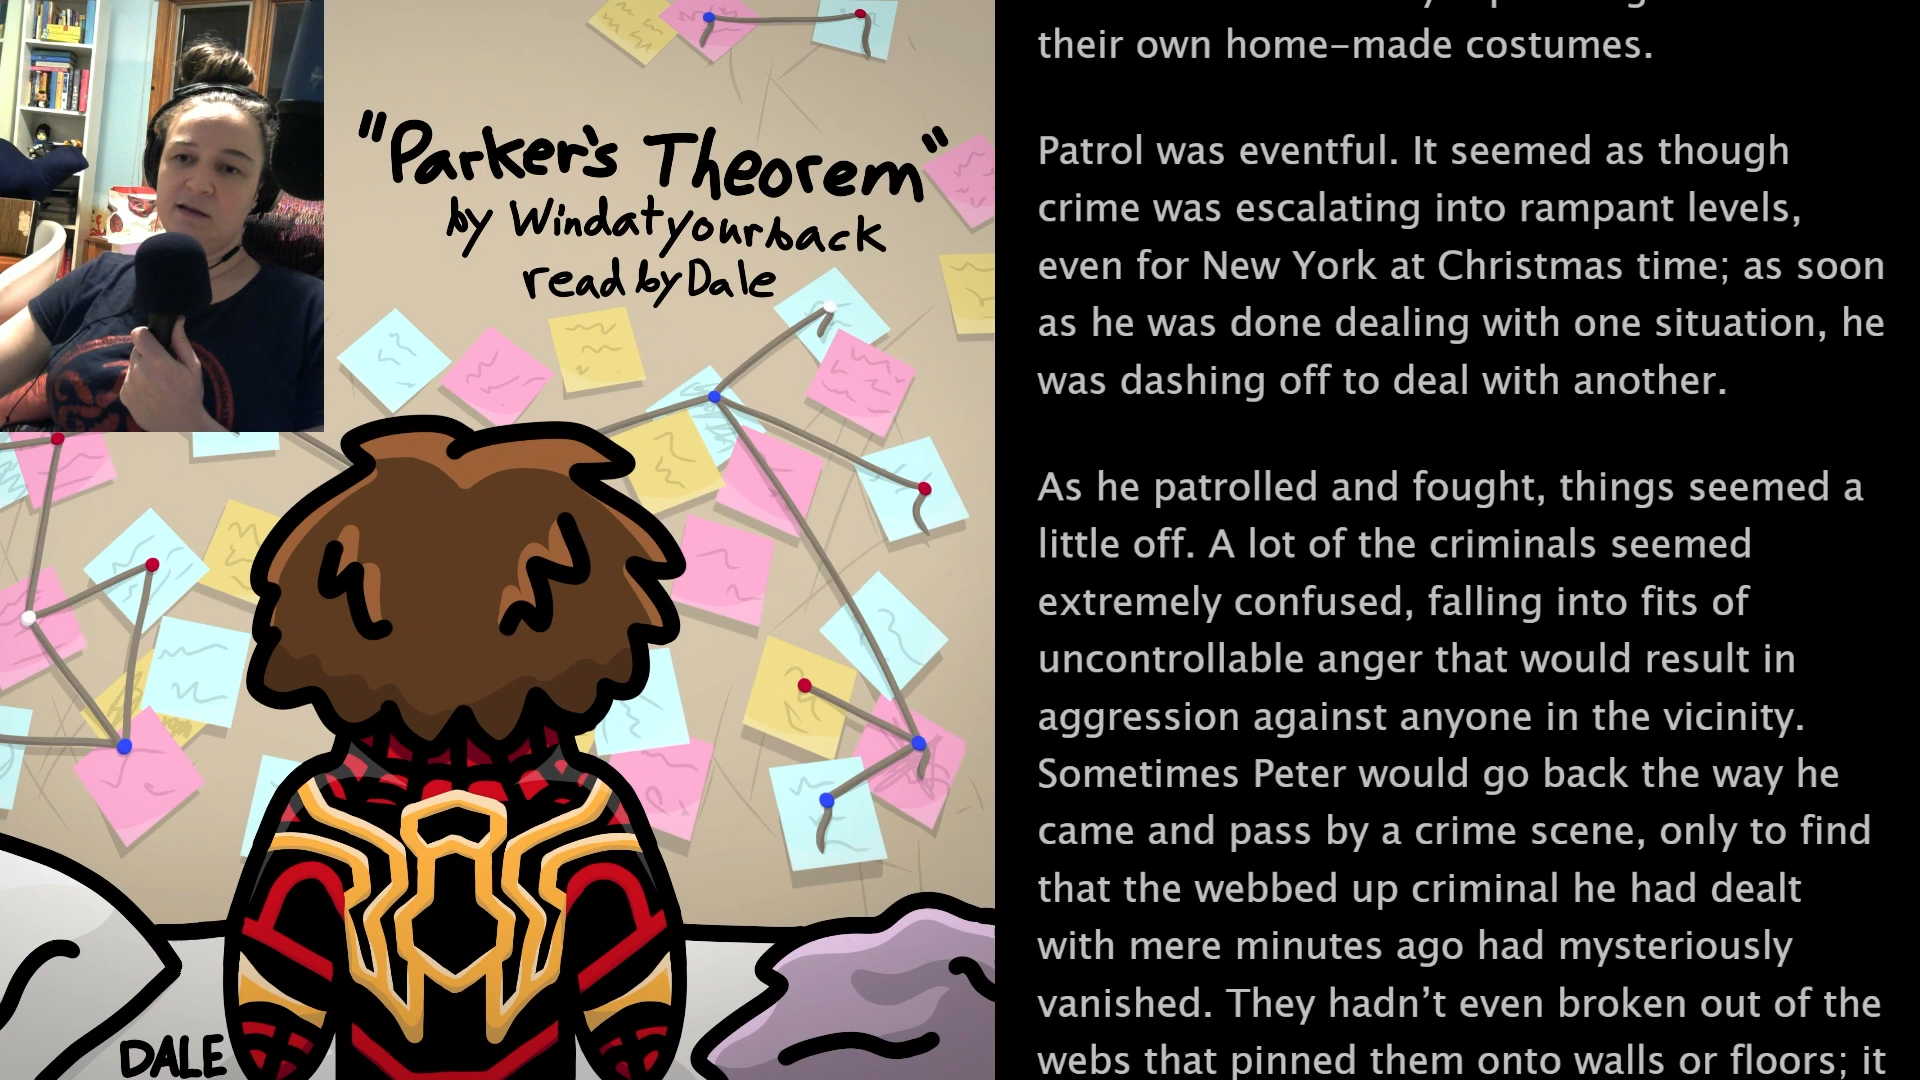 "Parker's Theorem"
by Windatyourback
read by Dale
DALE
their own home-made costumes.
Patrol was eventful. It seemed as though
crime was escalating into rampant levels,
even for New York at Christmas time; as soon
as he was done dealing with one situation, he
was dashing off to deal with another.
As he patrolled and fought, things seemed a
little off. A lot of the criminals seemed
extremely confused, falling into fits of
uncontrollable anger that would result in
aggression against anyone in the vicinity.
Sometimes Peter would go back the way he
came and pass by a crime scene, only to find
that the webbed up criminal he had dealt
with mere minutes ago had mysteriously
vanished. They hadn’t even broken out of the
webs that pinned them onto walls or floors; it